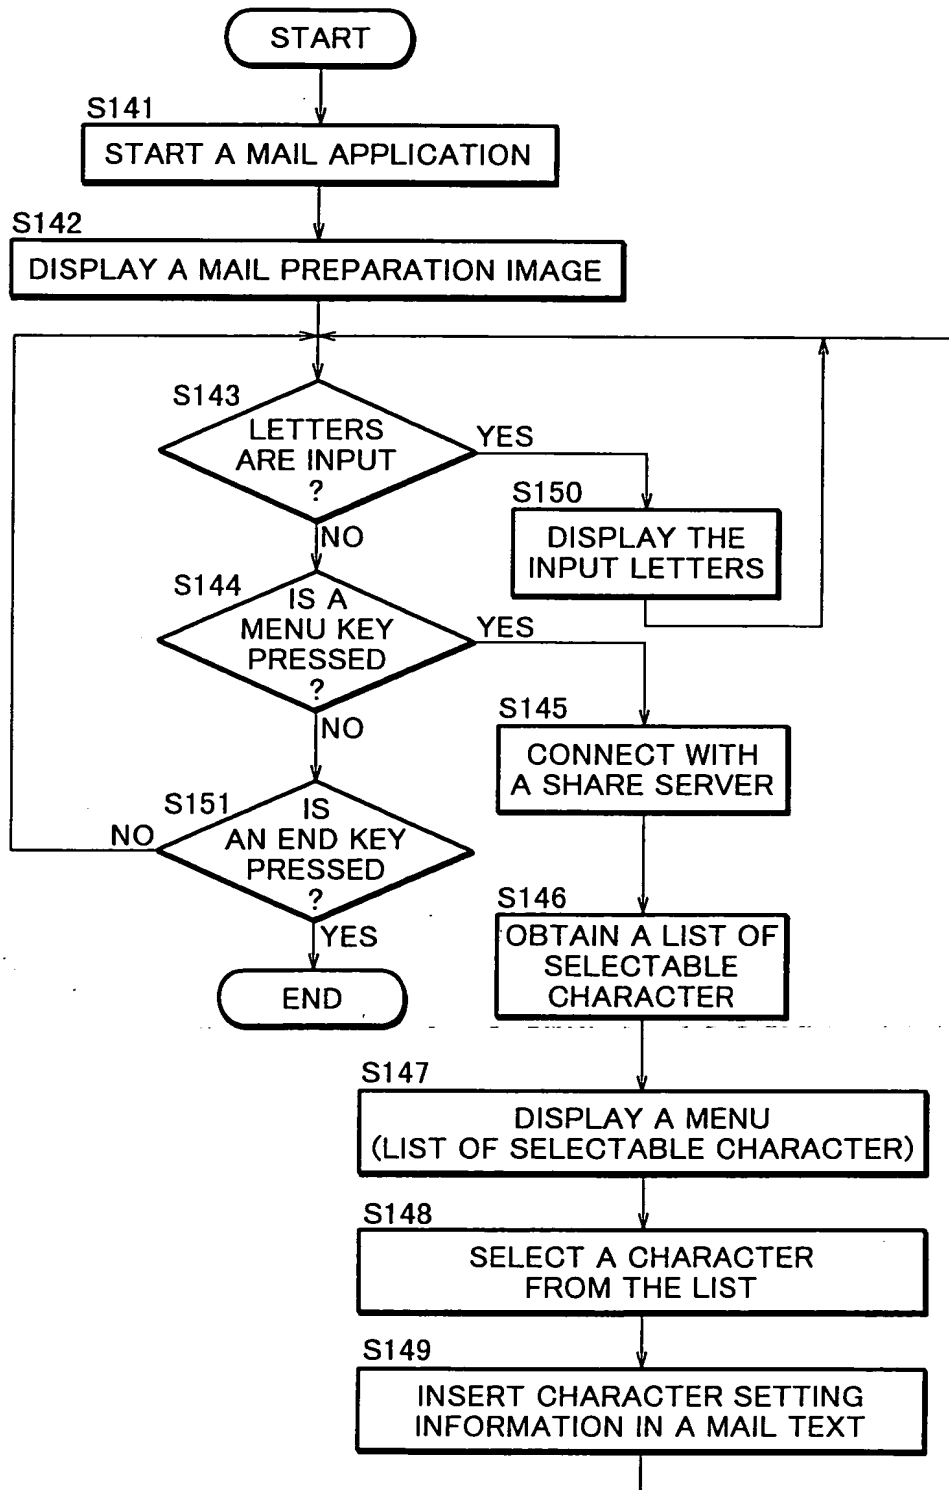 START
S141
START A MAIL APPLICATION
S142
DISPLAY A MAIL PREPARATION IMAGE
S143
LETTERS
ARE INPUT
?
YES
NO
S150
DISPLAY THE
INPUT LETTERS
S144
IS A
MENU KEY
PRESSED
?
YES
NO
S145
CONNECT WITH
A SHARE SERVER
S151
IS
AN END KEY
PRESSED
?
NO
YES
END
S146
OBTAIN A LIST OF
SELECTABLE
CHARACTER
S147
DISPLAY A MENU
(LIST OF SELECTABLE CHARACTER)
S148
SELECT A CHARACTER
FROM THE LIST
S149
INSERT CHARACTER SETTING
INFORMATION IN A MAIL TEXT